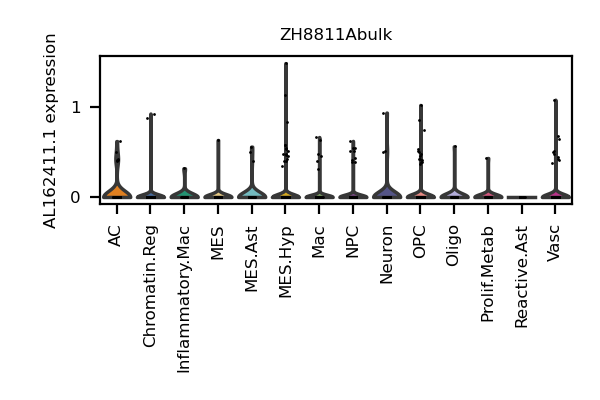 ZH8811Abulk
AL162411.1 expression
1
0
AC
Chromatin.Reg
Inflammatory.Mac
MES
MES.Ast
MES.Hyp
Mac
NPC
Neuron
OPC
Oligo
Prolif.Metab
Reactive.Ast
Vasc